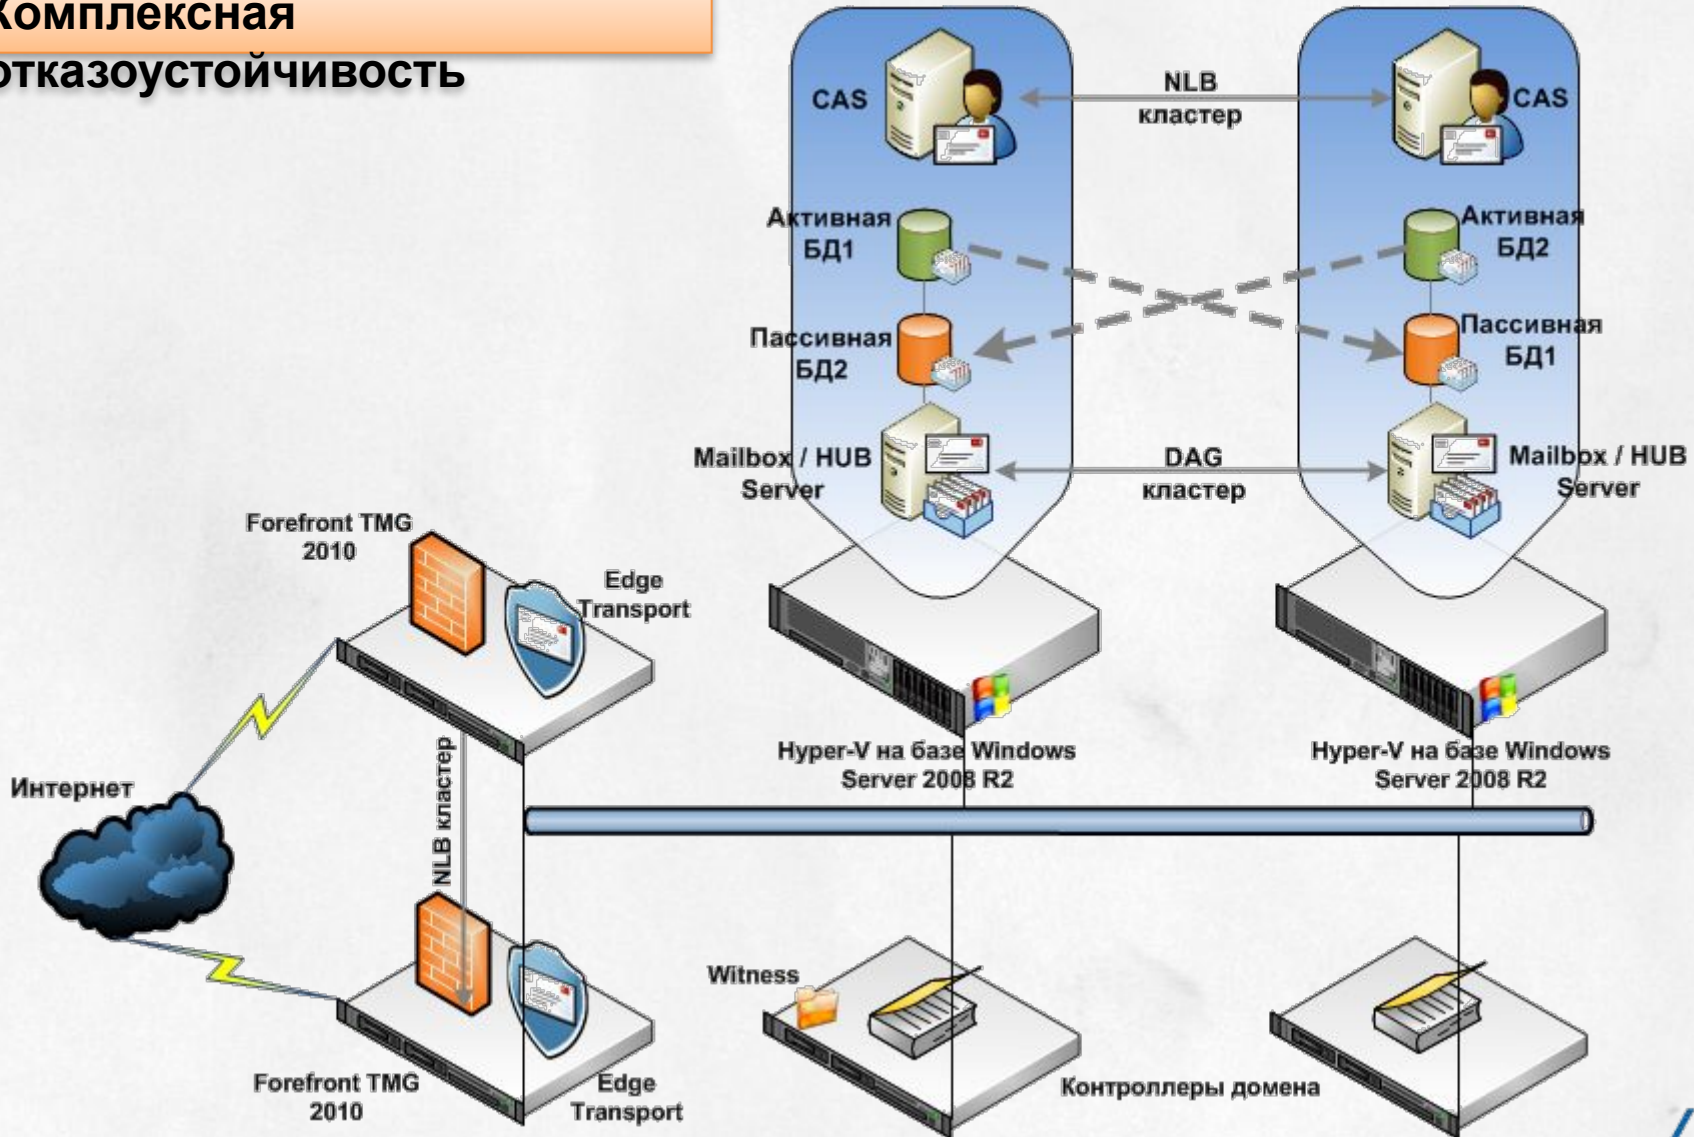 Комплексная
отказоустойчивость
CAS
NLB
кластер
CAS
Активная
БД1
Активная
БД2
Пассивная
БД2
Пассивная
БД1
Mailbox / HUB
Server
DAG
кластер
Mailbox / HUB
Server
Forefront TMG
2010
Edge
Transport
Hyper-V на базе Windows
Server 2008 R2
Hyper-V на базе Windows
Server 2008 R2
Интернет
NLB кластер
Witness
Forefront TMG
2010
Edge
Transport
Контроллеры домена